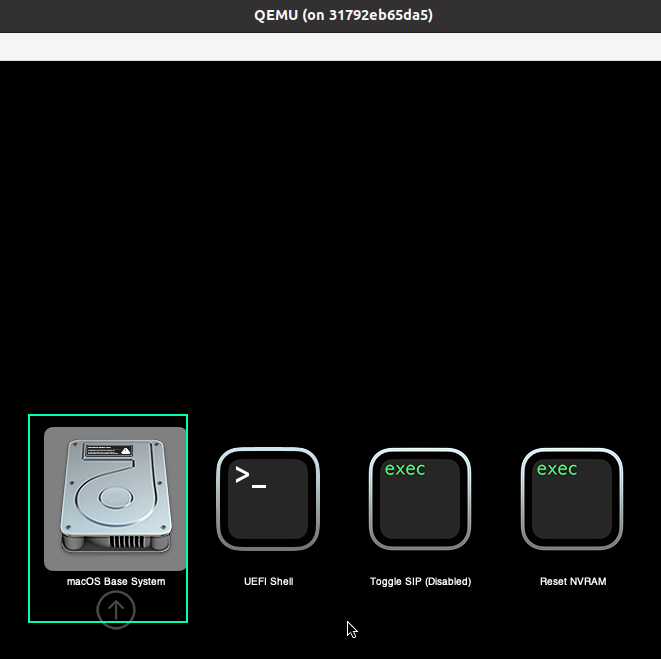 QEMU (on 31792eb65da5)
>_
exec
exec
macOS Base System
UEFI Shell
Toggle SIP (Disabled)
Reset NVRAM